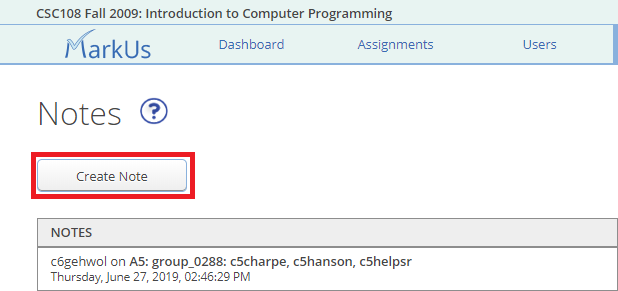 CSC108 Fall 2009: Introduction to Computer Programming
MarkUs Dashboard Assignments Users
Notes ?
Create Note
NOTES
c6gehwol on A5: group_0288: c5charpe, c5hanson, c5helpsr
Thursday, June 27, 2019, 02:46:29 PM